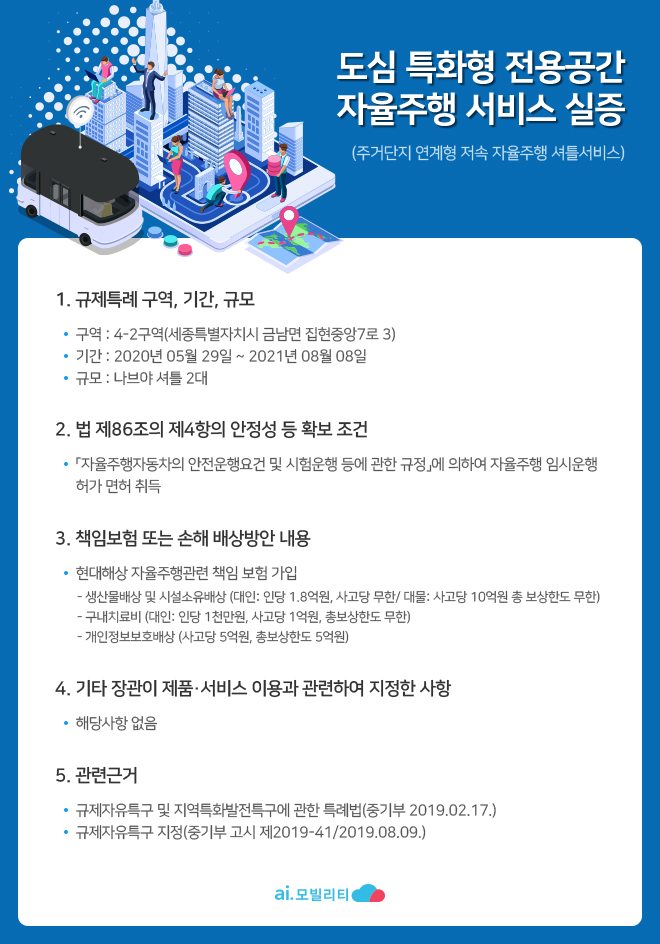 도심 특화형 전용공간
자율주행 서비스 실증
(주거단지 연계형 저속 자율주행 셔틀서비스)
1. 규제특례 구역, 기간, 규모
• 구역 : 4-2구역(세종특별자치시 금남면 집현중앙7로 3)
• 기간 : 2020년 05월 29일 ~ 2021년 08월 08일
• 규모 : 나브야 셔틀 2대
2. 법 제86조의 제4항의 안정성 등 확보 조건
• 「자율주행자동차의 안전운행요건 및 시험운행 등에 관한 규정」에 의하여 자율주행 임시운행
허가 면허 취득
3. 책임보험 또는 손해 배상방안 내용
• 현대해상 자율주행관련 책임 보험 가입
- 생산물배상 및 시설소유배상 (대인: 인당 1.8억원, 사고당 무한/ 대물: 사고당 10억원 총 보상한도 무한)
- 구내치료비 (대인: 인당 1천만원, 사고당 1억원, 총보상한도 무한)
- 개인정보보호배상 (사고당 5억원, 총보상한도 5억원)
4. 기타 장관이 제품·서비스 이용과 관련하여 지정한 사항
• 해당사항 없음
5. 관련근거
• 규제자유특구 및 지역특화발전특구에 관한 특례법(중기부 2019.02.17.)
• 규제자유특구 지정(중기부 고시 제2019-41/2019.08.09.)
ai.모빌리티